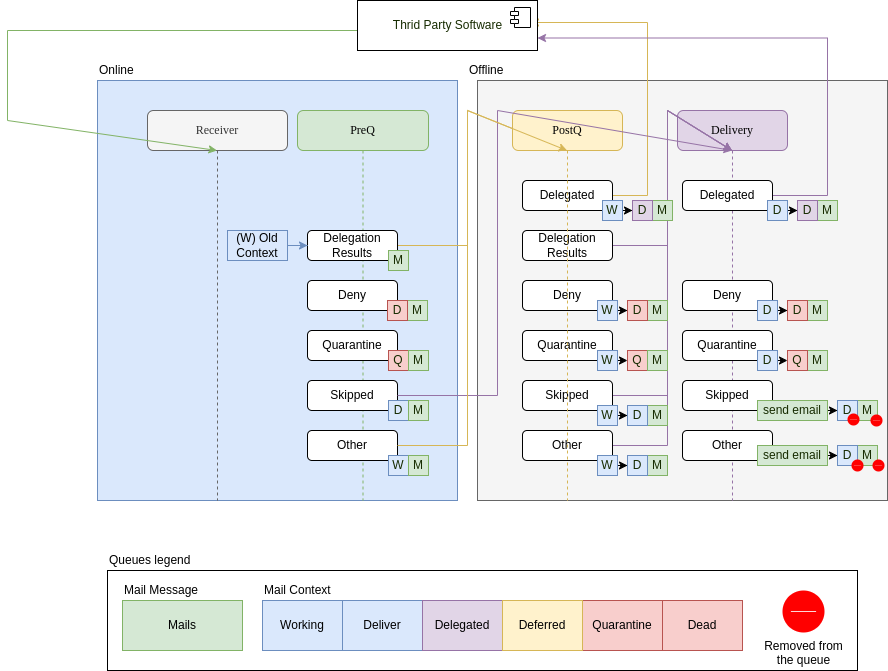 Thrid Party Software
Online
Offline
Receiver
PreQ
PostQ
Delivery
Delegated
W
D
M
Delegated
D
D
M
(W) Old
Context
Delegation
Results
M
Delegation
Results
Deny
D
M
Deny
W
D
M
Deny
D
D
M
Quarantine
Q
M
Quarantine
W
Q
M
Quarantine
D
Q
M
Skipped
D
M
Skipped
W
D
M
Skipped
send email
D
M
Other
W
M
Other
W
D
M
Other
send email
D
M
Queues legend
Mail Message
Mail Context
Mails
Working
Deliver
Delegated
Deferred
Quarantine
Dead
Removed from
the queue